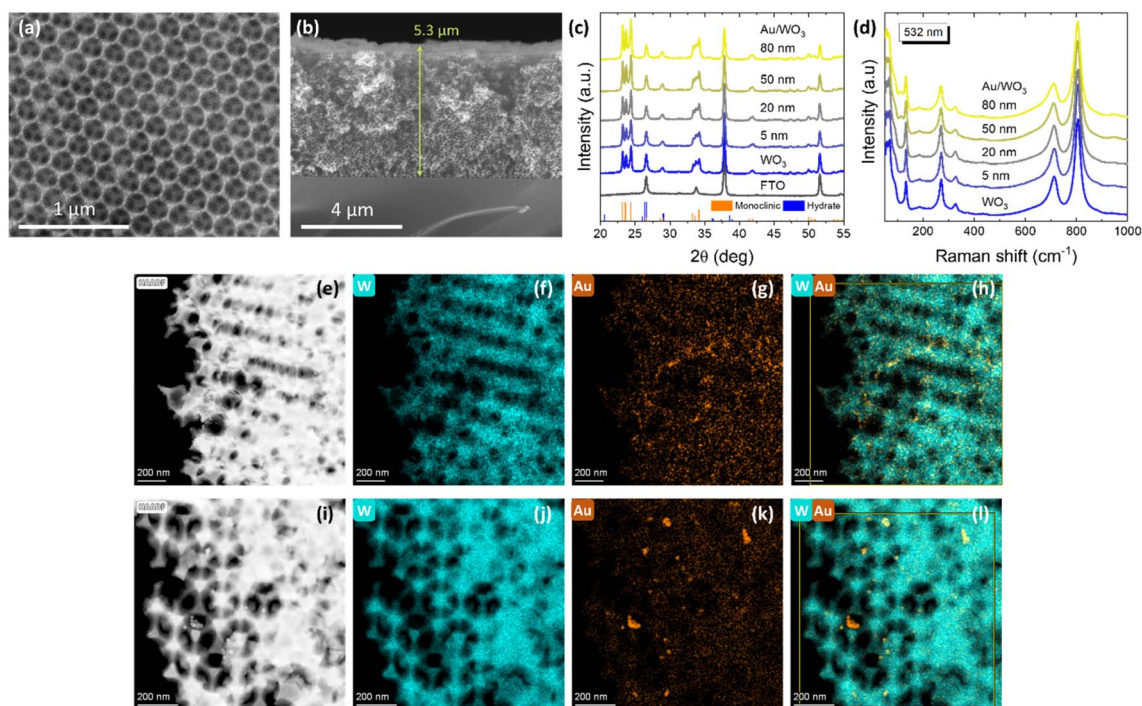 (a)
1 μm
(b)
5.3 μm
4 μm
(c)
Intensity (a.u.)
Au/WO₃
80 nm
50 nm
20 nm
5 nm
WO₃
FTO
Monoclinic
Hydrate
20 25 30 35 40 45 50 55
2θ (deg)
(d)
532 nm
Intensity (a.u)
Au/WO₃
80 nm
50 nm
20 nm
5 nm
WO₃
200 400 600 800 1000
Raman shift (cm⁻¹)
HAADF (e)
200 nm
W (f)
200 nm
Au (g)
200 nm
W Au (h)
200 nm
HAADF (i)
200 nm
W (j)
200 nm
Au (k)
200 nm
W Au (l)
200 nm